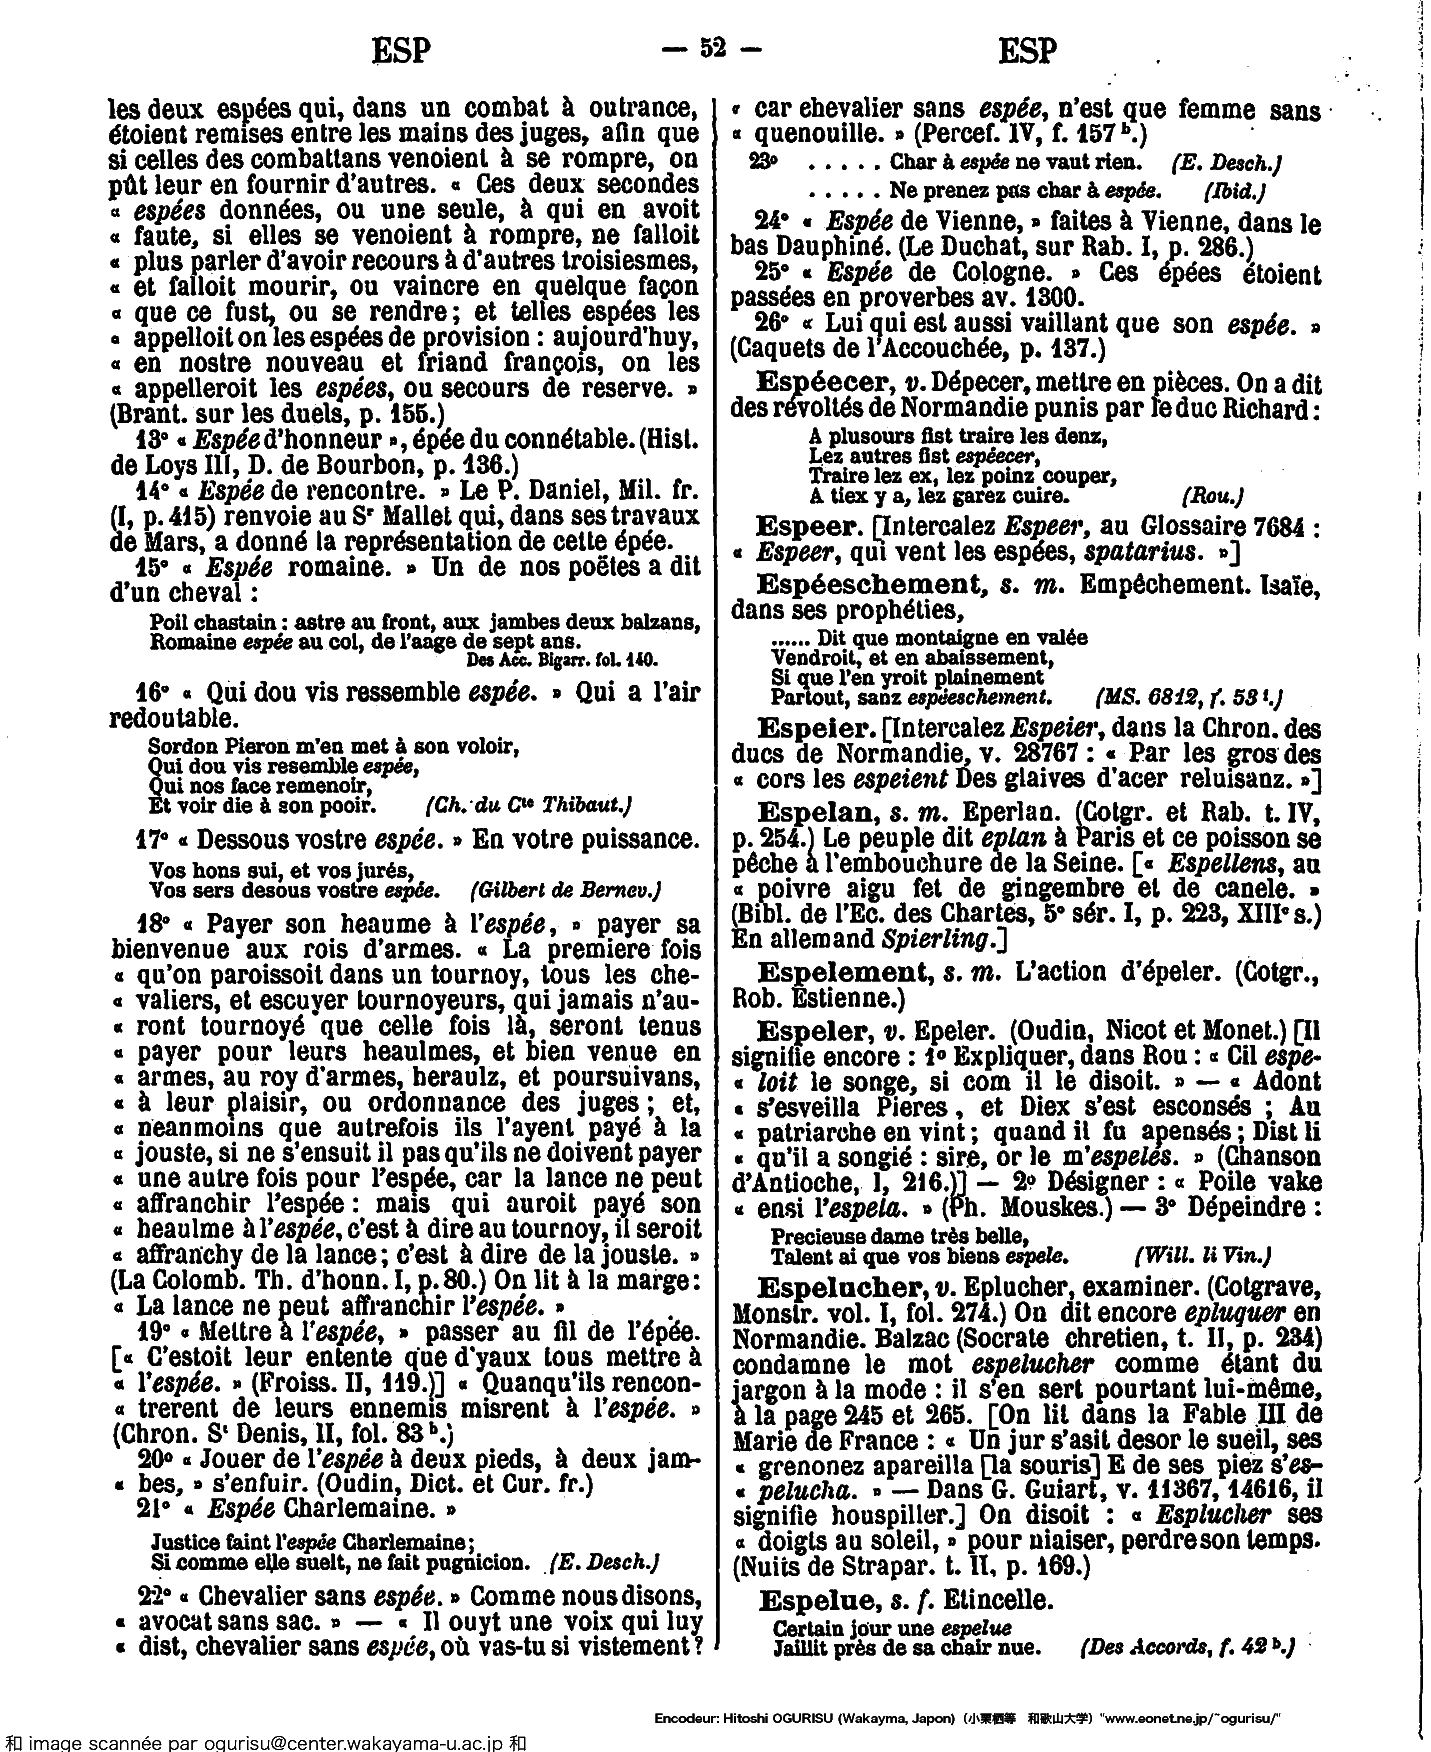 ESP
— 52 —
ESP
les deux espées qui, dans un combat à outrance,
étoient remises entre les mains des juges, afin que
si celles des combattans venoient à se rompre, on
pût leur en fournir d'autres. « Ces deux secondes
« espées données, ou une seule, à qui en avoit
« faute, si elles se venoient à rompre, ne falloit
« plus parler d'avoir recours à d'autres troisiesmes,
« et falloit mourir, ou vaincre en quelque façon
« que ce fust, ou se rendre ; et telles espées les
« appelloit on les espées de provision : aujourd'huy,
« en nostre nouveau et friand françois, on les
« appelleroit les espées, ou secours de reserve. »
(Brant. sur les duels, p. 155.)
13° « Espée d'honneur », épée du connétable. (Hist.
de Loys III, D. de Bourbon, p. 136.)
14° « Espée de rencontre. » Le P. Daniel, Mil. fr.
(I, p. 415) renvoie au Sr Mallet qui, dans ses travaux
de Mars, a donné la représentation de cette épée.
15° « Espée romaine. » Un de nos poëtes a dit
d'un cheval :
Poil chastain : astre au front, aux jambes deux balzans,
Romaine espée au col, de l'aage de sept ans.
Des Acc. Bigarr. fol. 140.
16° « Qui dou vis ressemble espée. » Qui a l'air
redoutable.
Sordon Pieron m'en met à son voloir,
Qui dou vis resemble espée,
Qui nos face remenoir,
Et voir die à son pooir. (Ch. du Cte Thibaut.)
17° « Dessous vostre espée. » En votre puissance.
Vos hons sui, et vos jurés,
Vos sers desous vostre espée. (Gilbert de Bernev.)
18° « Payer son heaume à l'espée, » payer sa
bienvenue aux rois d'armes. « La premiere fois
« qu'on paroissoit dans un tournoy, tous les che-
« valiers, et escuyer tournoyeurs, qui jamais n'au-
« ront tournoyé que celle fois là, seront tenus
« payer pour leurs heaulmes, et bien venue en
« armes, au roy d'armes, heraulz, et poursuivans,
« à leur plaisir, ou ordonnance des juges ; et,
« neanmoins que autrefois ils l'ayent payé à la
« jouste, si ne s'ensuit il pas qu'ils ne doivent payer
« une autre fois pour l'espée, car la lance ne peut
« affranchir l'espée : mais qui auroit payé son
« heaulme à l'espée, c'est à dire au tournoy, il seroit
« affranchy de la lance ; c'est à dire de la jouste. »
(La Colomb. Th. d'honn. I, p. 80.) On lit à la marge :
« La lance ne peut affranchir l'espée. »
19° « Mettre à l'espée, » passer au fil de l'épée.
[« C'estoit leur entente que d'yaux tous mettre à
« l'espée. » (Froiss. II, 119.)] « Quanqu'ils rencon-
« trerent de leurs ennemis misrent à l'espée. »
(Chron. St Denis, II, fol. 83 b.)
20° « Jouer de l'espée à deux pieds, à deux jam-
« bes, » s'enfuir. (Oudin, Dict. et Cur. fr.)
21° « Espée Charlemaine. »
Justice faint l'espée Charlemaine ;
Si comme elle suelt, ne fait pugnicion. (E. Desch.)
22° « Chevalier sans espée. » Comme nous disons,
« avocat sans sac. » — « Il ouyt une voix qui luy
« dist, chevalier sans espée, où vas-tu si vistement ?
« car chevalier sans espée, n'est que femme sans
« quenouille. » (Percef. IV, f. 157 b.)
23° ..... Char à espée ne vaut rien. (E. Desch.)
..... Ne prenez pas char à espée. (Ibid.)
24° « Espée de Vienne, » faites à Vienne, dans le
bas Dauphiné. (Le Duchat, sur Rab. I, p. 286.)
25° « Espée de Cologne. » Ces épées étoient
passées en proverbes av. 1300.
26° « Lui qui est aussi vaillant que son espée. »
(Caquets de l'Accouchée, p. 137.)
Espéecer, v. Dépecer, mettre en pièces. On a dit
des révoltés de Normandie punis par le duc Richard :
A plusours fist traire les denz,
Lez autres fist espéecer,
Traire lez ex, lez poinz couper,
A tiex y a, lez garez cuire. (Rou.)
Espeer. [Intercalez Espeer, au Glossaire 7684 :
« Espeer, qui vent les espées, spatarius. »]
Espéeschement, s. m. Empêchement. Isaïe,
dans ses prophéties,
...... Dit que montaigne en valée
Vendroit, et en abaissement,
Si que l'en yroit plainement
Partout, sanz espéeschement. (MS. 6812, f. 53 t.)
Espeier. [Intercalez Espeier, dans la Chron. des
ducs de Normandie, v. 28767 : « Par les gros des
« cors les espeient Des glaives d'acer reluisanz. »]
Espelan, s. m. Eperlan. (Cotgr. et Rab. t. IV,
p. 254.) Le peuple dit eplan à Paris et ce poisson se
pêche à l'embouchure de la Seine. [« Espellens, au
« poivre aigu fet de gingembre et de canele. »
(Bibl. de l'Ec. des Chartes, 5e sér. I, p. 223, XIIIe s.)
En allemand Spierling.]
Espelement, s. m. L'action d'épeler. (Cotgr.,
Rob. Estienne.)
Espeler, v. Epeler. (Oudin, Nicot et Monet.) [Il
signifie encore : 1° Expliquer, dans Rou : « Cil espe-
« loit le songe, si com il le disoit. » — « Adont
« s'esveilla Pieres, et Diex s'est esconsés ; Au
« patriarche en vint ; quand il fu apensés ; Dist li
« qu'il a songié : sire, or le m'espelés. » (Chanson
d'Antioche, I, 216.)] — 2° Désigner : « Poile vake
« ensi l'espela. » (Ph. Mouskes.) — 3° Dépeindre :
Precieuse dame très belle,
Talent ai que vos biens espele. (Will. li Vin.)
Espelucher, v. Eplucher, examiner. (Cotgrave,
Monstr. vol. I, fol. 274.) On dit encore epluquer en
Normandie. Balzac (Socrate chretien, t. II, p. 234)
condamne le mot espelucher comme étant du
jargon à la mode : il s'en sert pourtant lui-même,
à la page 245 et 265. [On lit dans la Fable III de
Marie de France : « Un jur s'asit desor le sueil, ses
« grenonez apareilla [la souris] E de ses piez s'es-
« pelucha. » — Dans G. Guiart, v. 11367, 14616, il
signifie houspiller.] On disoit : « Esplucher ses
« doigts au soleil, » pour niaiser, perdre son temps.
(Nuits de Strapar. t. II, p. 169.)
Espelue, s. f. Etincelle.
Certain jour une espelue
Jaillit près de sa chair nue. (Des Accords, f. 42 b.)
Encodeur: Hitoshi OGURISU (Wakayma, Japon) (小栗栖等 和歌山大学) "www.eonet.ne.jp/~ogurisu/"
和 image scannée par ogurisu@center.wakayama-u.ac.jp 和